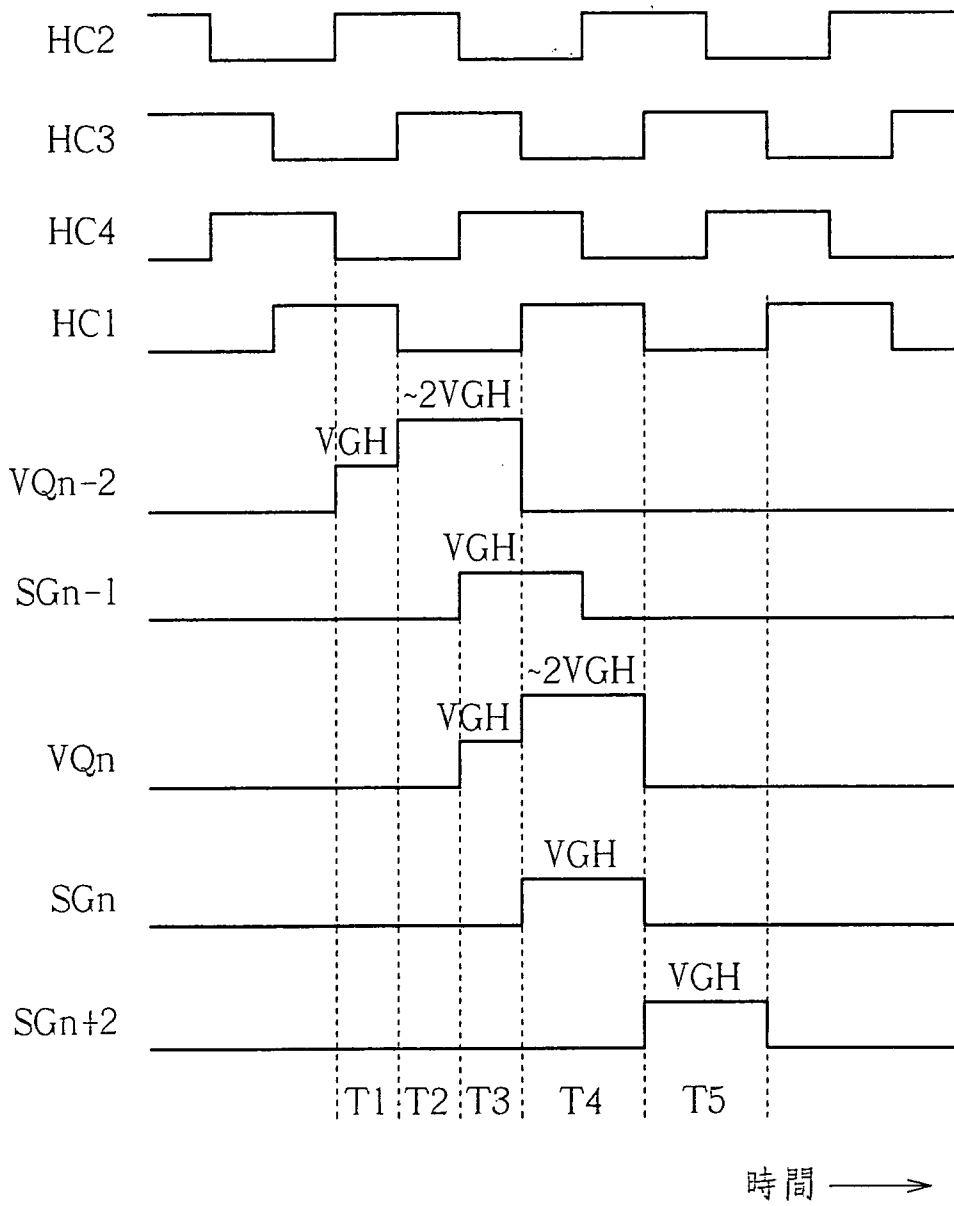 HC2
HC3
HC4
HC1
~2VGH
VGH
VQn-2
VGH
SGn-1
~2VGH
VGH
VQn
VGH
SGn
VGH
SGn+2
T1 T2 T3 T4 T5
時間